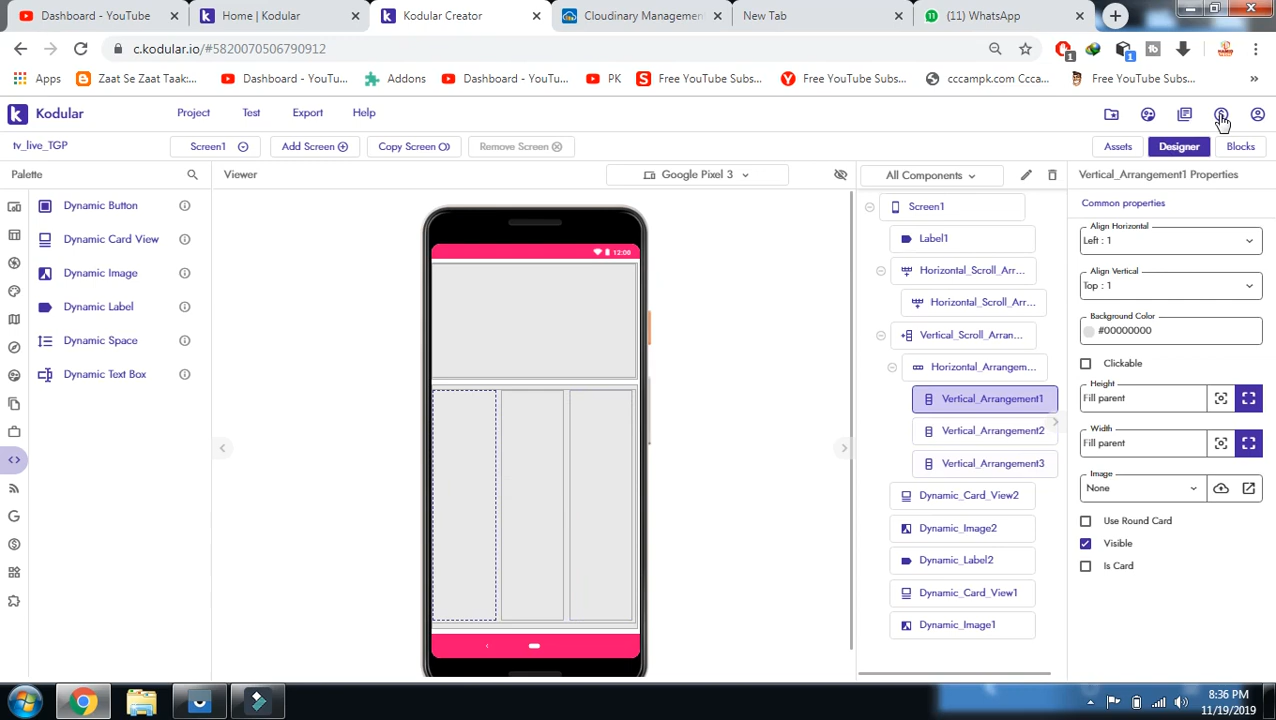 Dashboard - YouTube
Home | Kodular
Kodular Creator
Cloudinary Management
New Tab
(11) WhatsApp
c.kodular.io/#5820070506790912
1
1
Apps
Zaat Se Zaat Taak:...
Dashboard - YouTu...
Addons
Dashboard - YouTu...
PK
Free YouTube Subs...
Free YouTube Subs...
cccampk.com Ccca...
Free YouTube Subs...
Kodular
Project
Test
Export
Help
tv_live_TGP
Screen1
Add Screen
Copy Screen
Remove Screen
Assets
Designer
Blocks
Palette
Viewer
Google Pixel 3
All Components
Vertical_Arrangement1 Properties
Dynamic Button
Dynamic Card View
Dynamic Image
Dynamic Label
Dynamic Space
Dynamic Text Box
12:00
Screen1
Label1
Horizontal_Scroll_Arr...
Horizontal_Scroll_Arr...
Vertical_Scroll_Arran...
Horizontal_Arrangem...
Vertical_Arrangement1
Vertical_Arrangement2
Vertical_Arrangement3
Dynamic_Card_View2
Dynamic_Image2
Dynamic_Label2
Dynamic_Card_View1
Dynamic_Image1
Common properties
Align Horizontal
Left : 1
Align Vertical
Top : 1
Background Color
#00000000
Clickable
Height
Fill parent
Width
Fill parent
Image
None
Use Round Card
Visible
Is Card
8:36 PM
11/19/2019